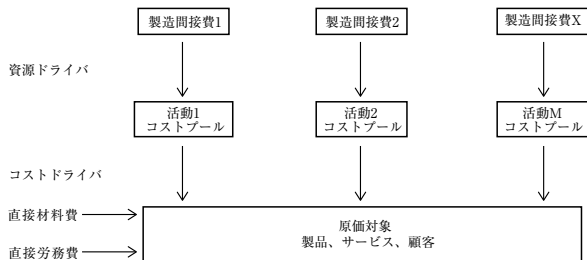 製造間接費1
製造間接費2
製造間接費X
資源ドライバ
活動1
コストプール
活動2
コストプール
活動M
コストプール
コストドライバ
直接材料費
原価対象
製品、サービス、顧客
直接労務費